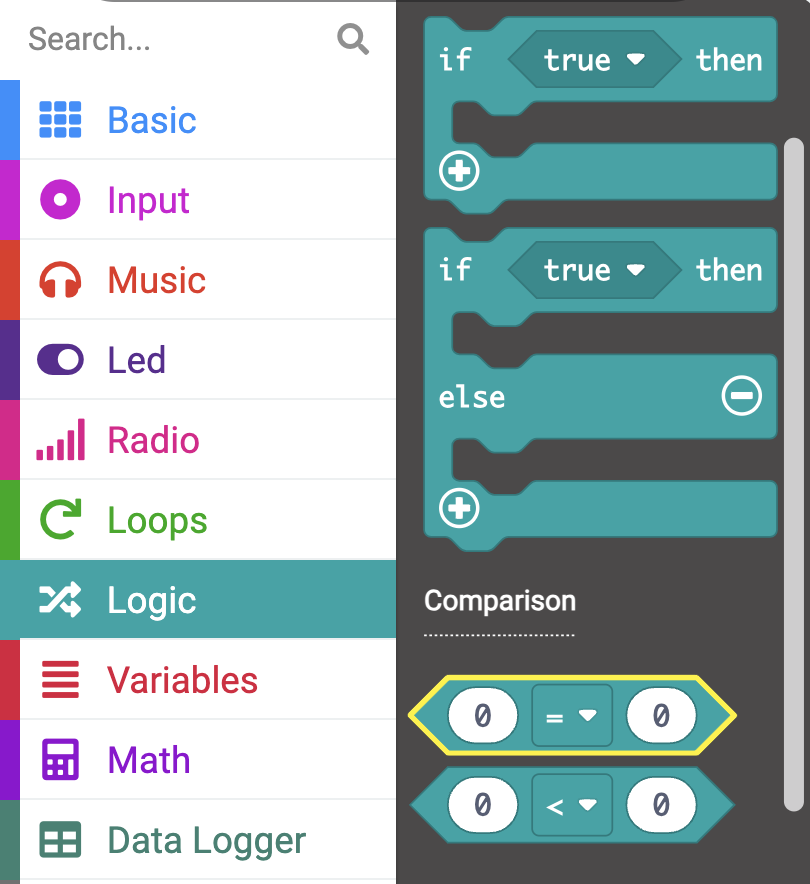 Search...
Basic
Input
Music
Led
Radio
Loops
Logic
Variables
Math
Data Logger
if true then
if true then
else
Comparison
0 = 0
0 < 0